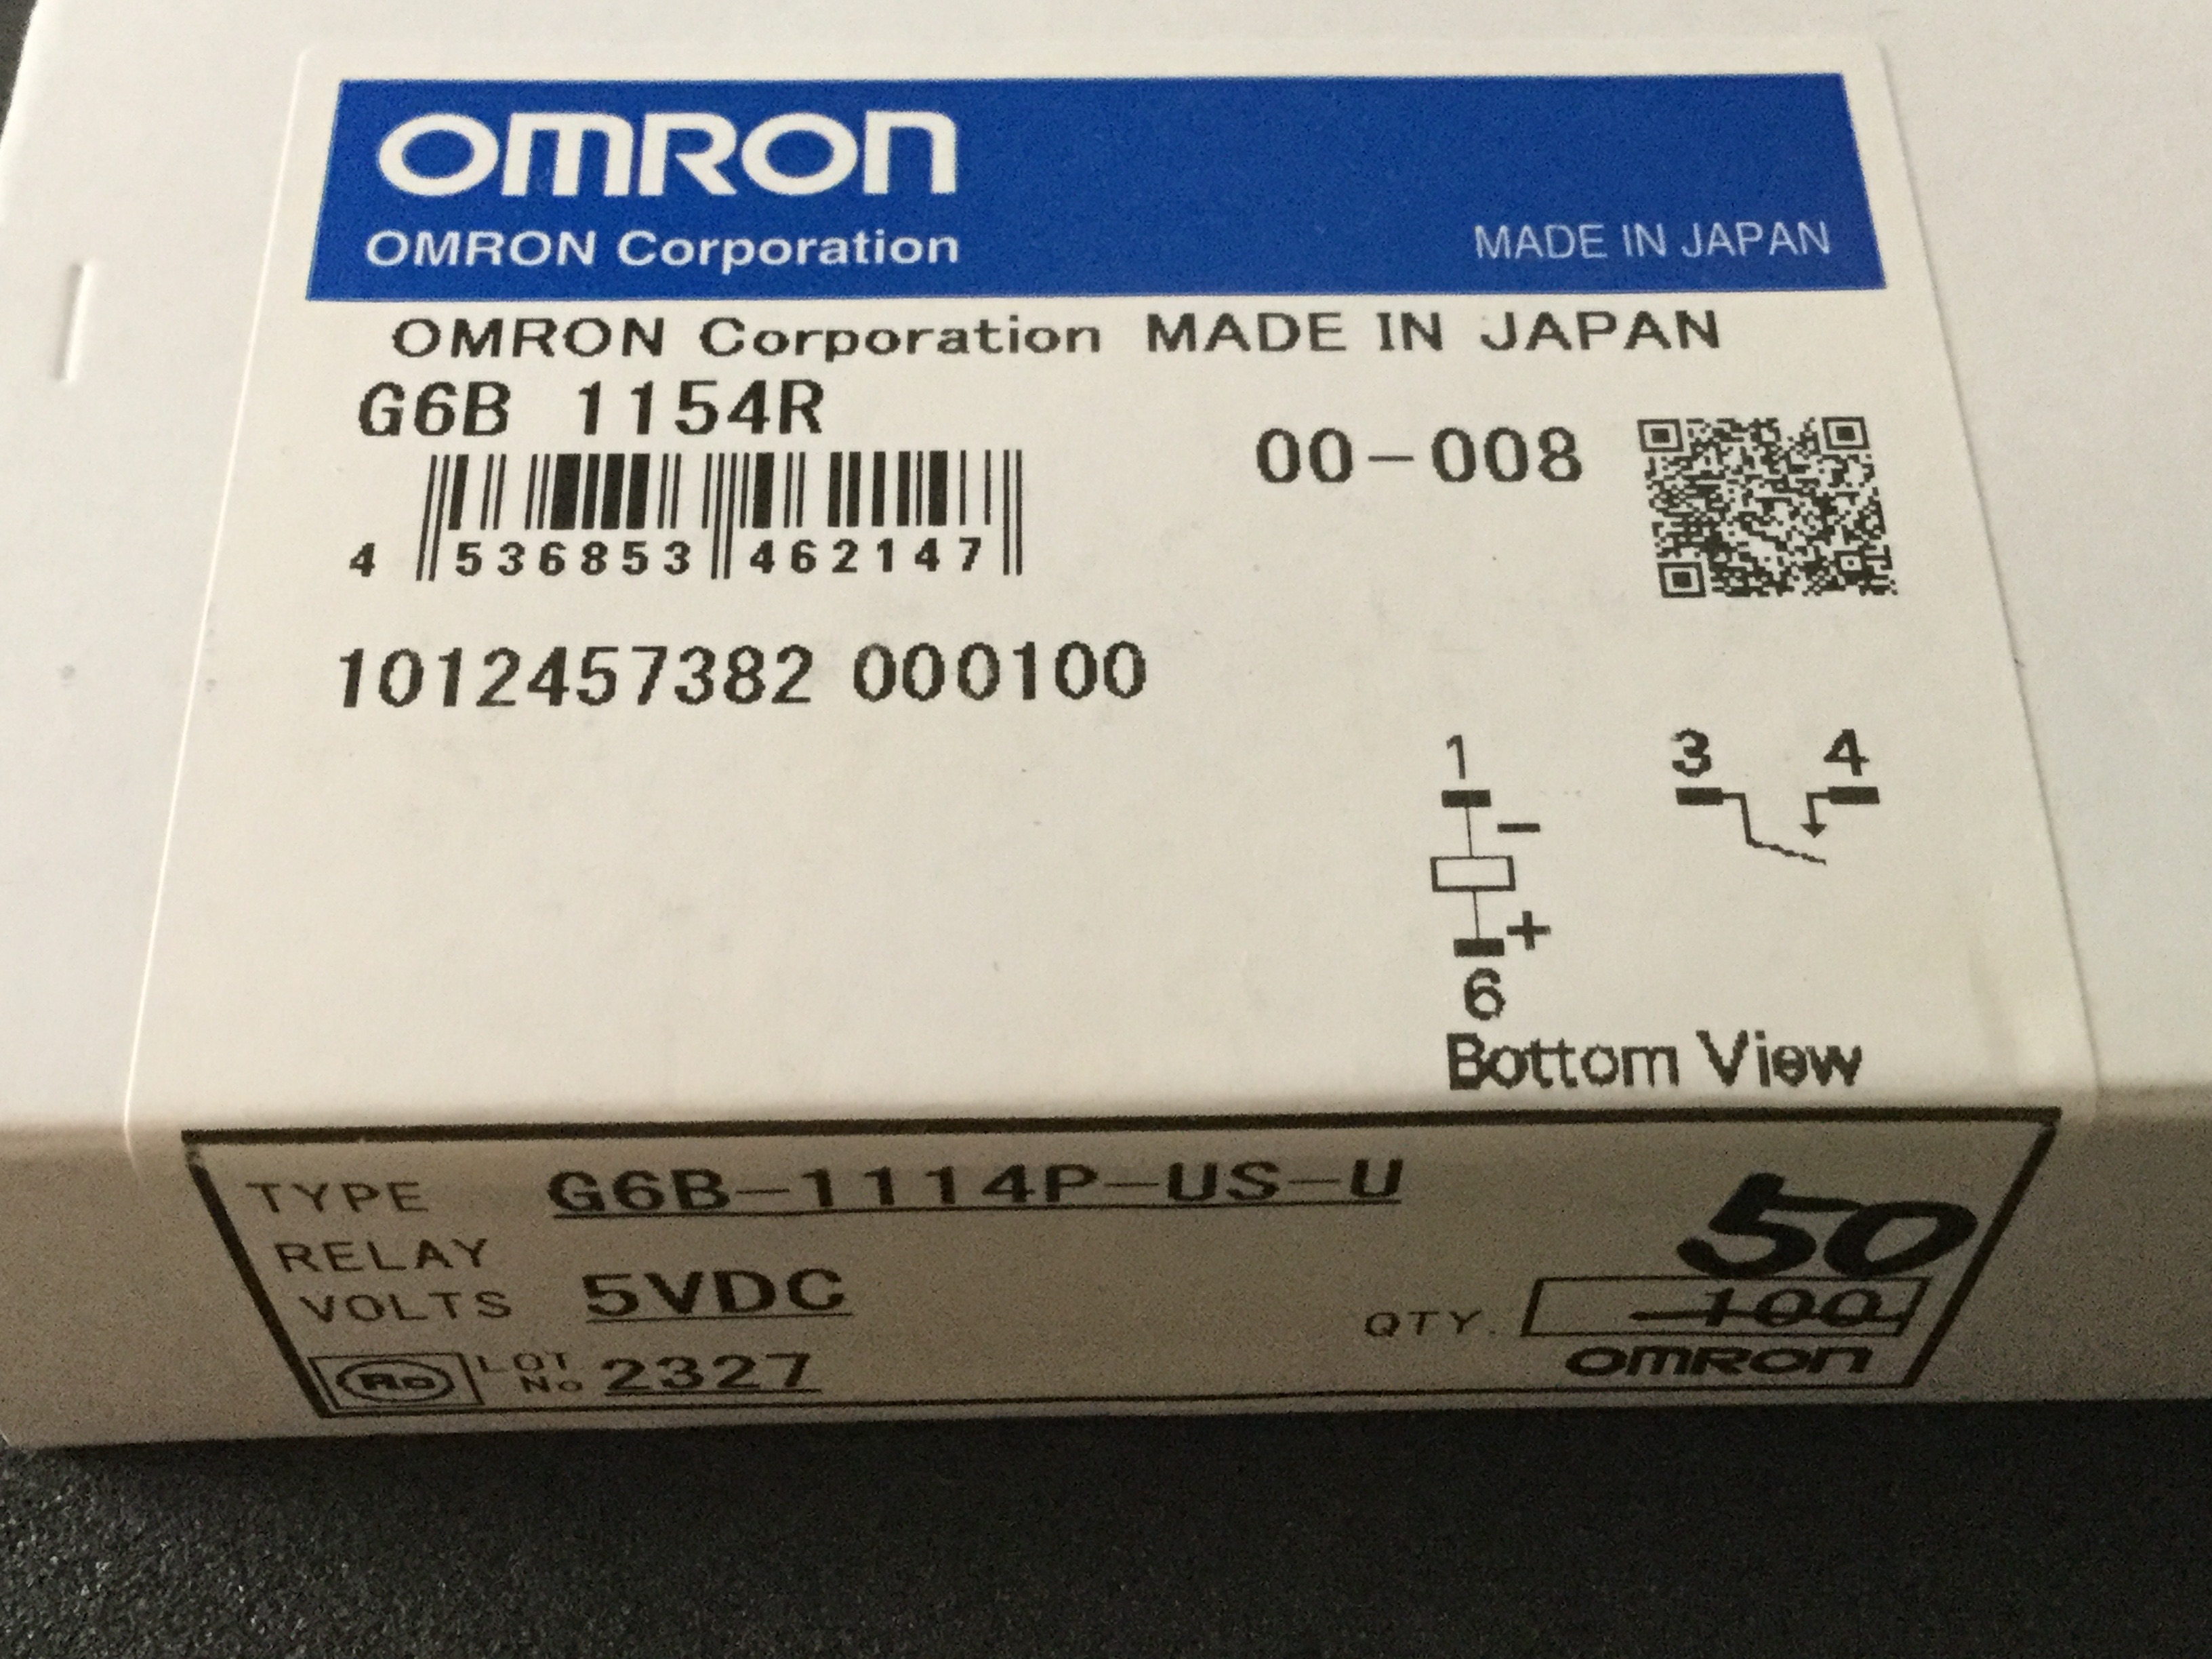 OMRON
OMRON Corporation
MADE IN JAPAN
OMRON Corporation MADE IN JAPAN
G6B 1154R
00-008
4 536853 462147
1012457382 000100
1
3 4
-
+
6
Bottom View
TYPE G6B-1114P-US-U
50
RELAY
VOLTS 5VDC
QTY. 100
LOT No 2327
OMRON